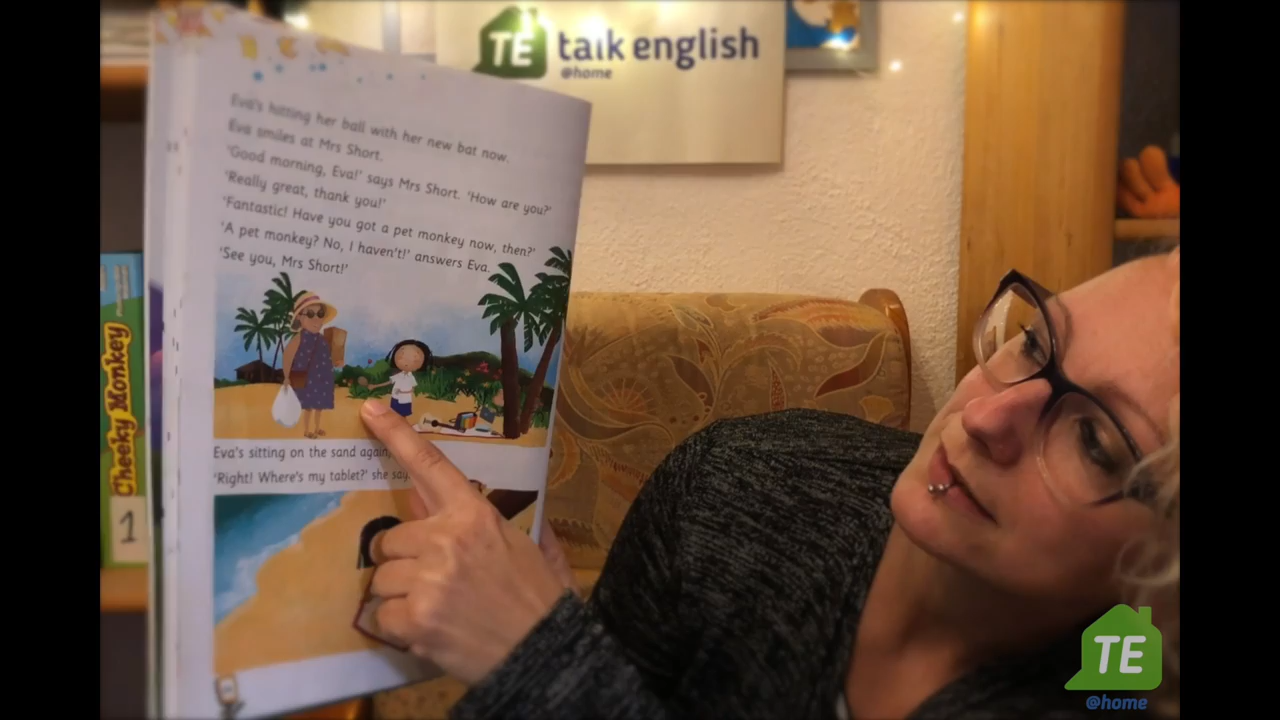 TE talk english
@home
Eva's hitting her ball with her new bat now.
Eva smiles at Mrs Short.
'Good morning, Eva!' says Mrs Short. 'How are you?'
'Really great, thank you!'
'Fantastic! Have you got a pet monkey now, then?'
'A pet monkey? No, I haven't!' answers Eva.
'See you, Mrs Short!'
Eva's sitting on the sand again,
'Right! Where's my tablet?' she say
Cheeky Monkey
1
TE
@home